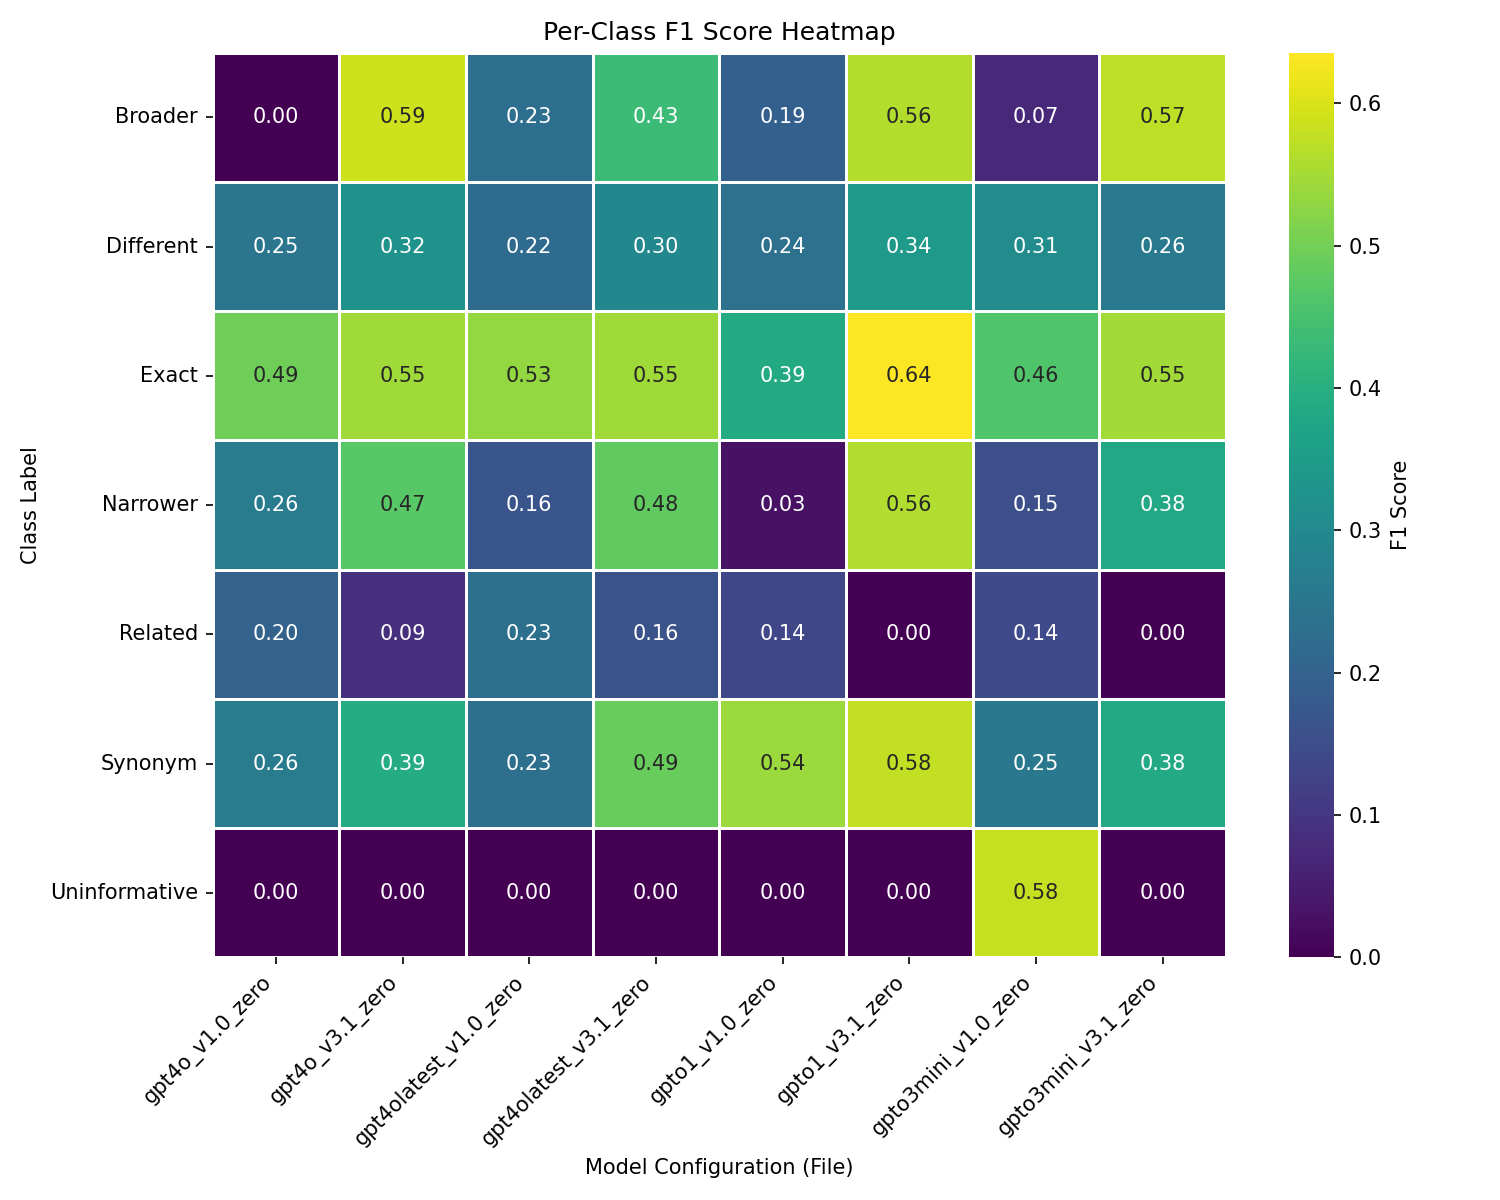 Per-Class F1 Score Heatmap
Broader 0.00 0.59 0.23 0.43 0.19 0.56 0.07 0.57
Different 0.25 0.32 0.22 0.30 0.24 0.34 0.31 0.26
Exact 0.49 0.55 0.53 0.55 0.39 0.64 0.46 0.55
Narrower 0.26 0.47 0.16 0.48 0.03 0.56 0.15 0.38
Related 0.20 0.09 0.23 0.16 0.14 0.00 0.14 0.00
Synonym 0.26 0.39 0.23 0.49 0.54 0.58 0.25 0.38
Uninformative 0.00 0.00 0.00 0.00 0.00 0.00 0.58 0.00
Class Label
gpt4o_v1.0_zero
gpt4o_v3.1_zero
gpt4olatest_v1.0_zero
gpt4olatest_v3.1_zero
gpto1_v1.0_zero
gpto1_v3.1_zero
gpto3mini_v1.0_zero
gpto3mini_v3.1_zero
Model Configuration (File)
0.6
0.5
0.4
0.3
0.2
0.1
0.0
F1 Score